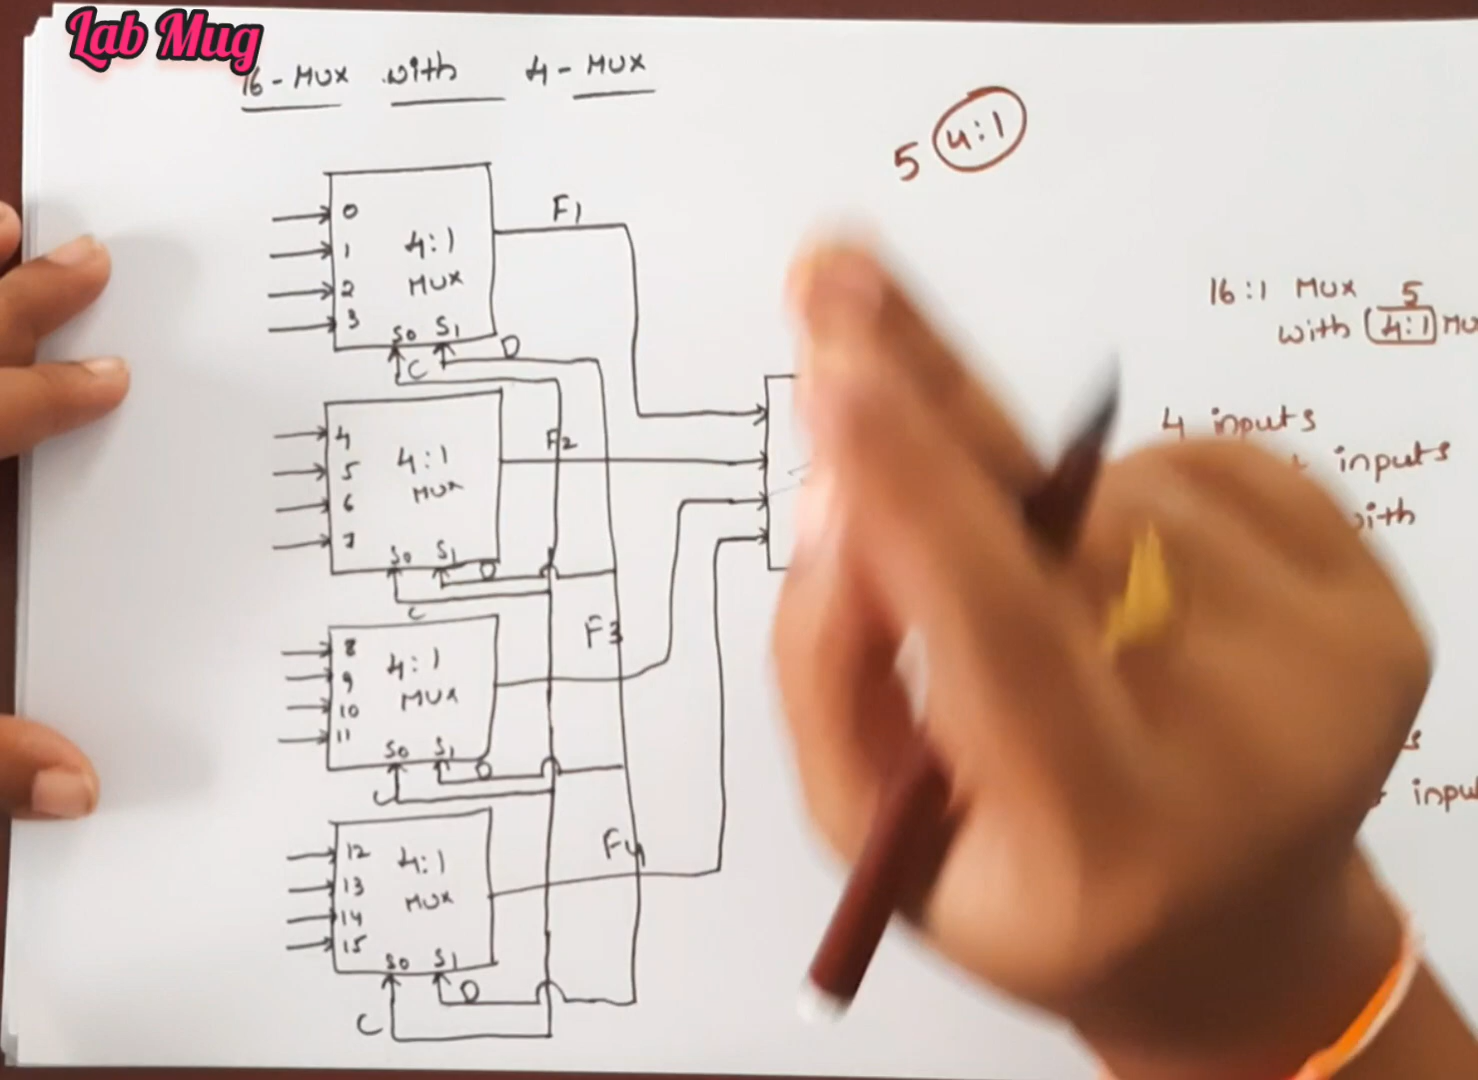 Lab Mug
16-MUX with 4-MUX
5 4:1
0
1
2
3
4:1
MUX
S0 S1
C
D
F1
4
5
6
7
4:1
MUX
S0 S1
C
D
F2
8
9
10
11
4:1
MUX
S0 S1
C
D
F3
12
13
14
15
4:1
MUX
S0 S1
C
D
F4
16:1 MUX 5
with 4:1
4 inputs
inputs